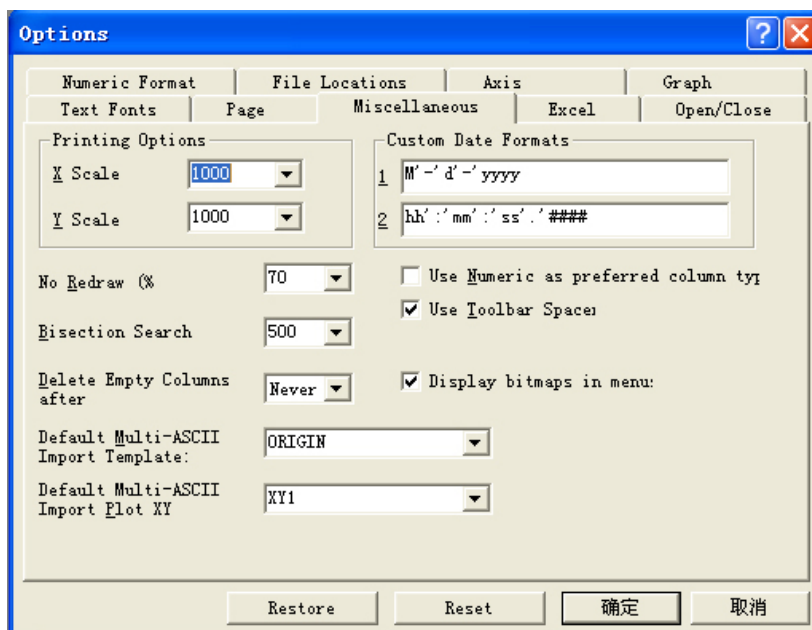 Options
Numeric Format
File Locations
Axis
Graph
Text Fonts
Page
Miscellaneous
Excel
Open/Close
Printing Options
X Scale
1000
Y Scale
1000
Custom Date Formats
1
M'-'d'-'yyyy
2
hh':'mm':'ss'.'####
No Redraw (%
70
Use Numeric as preferred column typ
Use Toolbar Spacer
Bisection Search
500
Delete Empty Columns
after
Never
Display bitmaps in menu:
Default Multi-ASCII
Import Template:
ORIGIN
Default Multi-ASCII
Import Plot XY
XY1
Restore
Reset
确定
取消